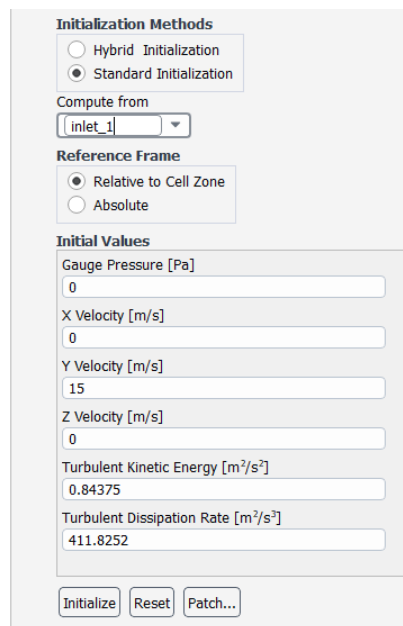 Initialization Methods
Hybrid Initialization
Standard Initialization
Compute from
inlet_1
Reference Frame
Relative to Cell Zone
Absolute
Initial Values
Gauge Pressure [Pa]
0
X Velocity [m/s]
0
Y Velocity [m/s]
15
Z Velocity [m/s]
0
Turbulent Kinetic Energy [m²/s²]
0.84375
Turbulent Dissipation Rate [m²/s³]
411.8252
Initialize Reset Patch...